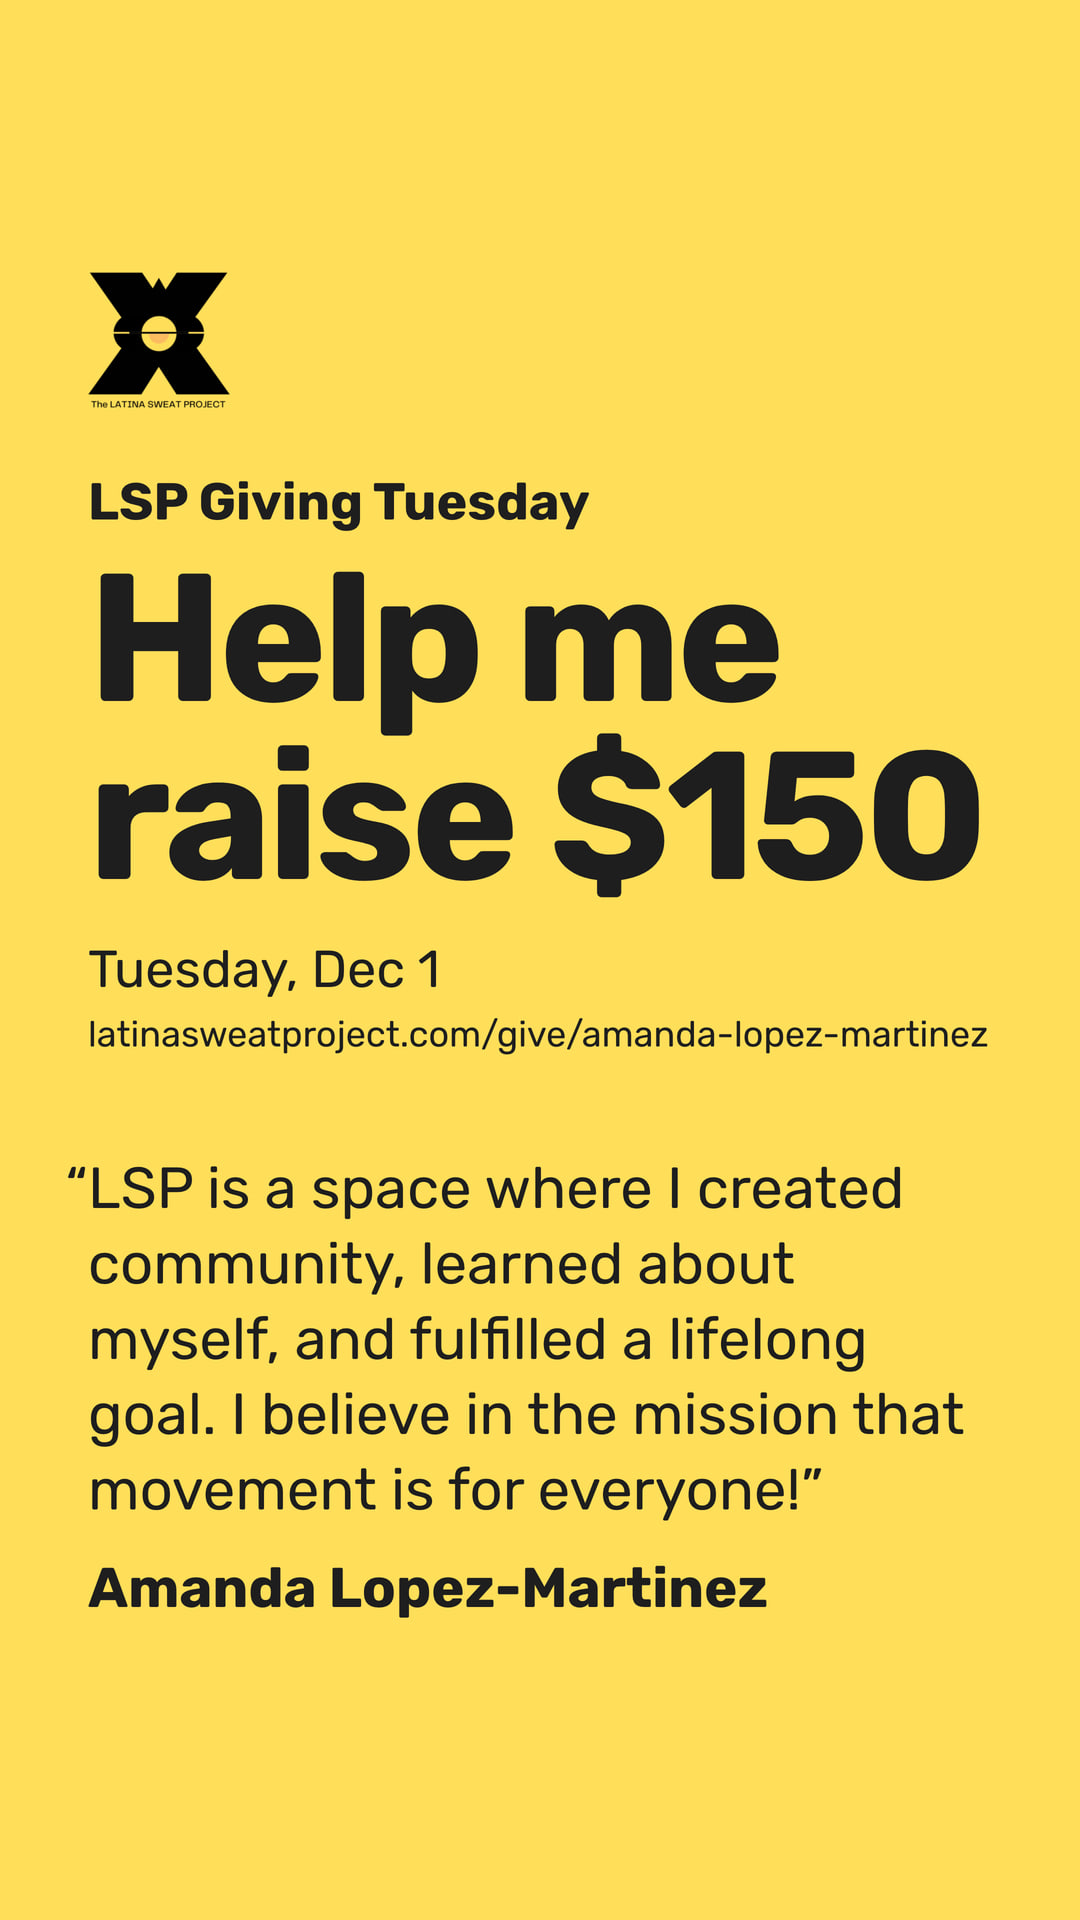 The LATINA SWEAT PROJECT
LSP Giving Tuesday
Help me
raise $150
Tuesday, Dec 1
latinasweatproject.com/give/amanda-lopez-martinez
“LSP is a space where I created
community, learned about
myself, and fulfilled a lifelong
goal. I believe in the mission that
movement is for everyone!”
Amanda Lopez-Martinez